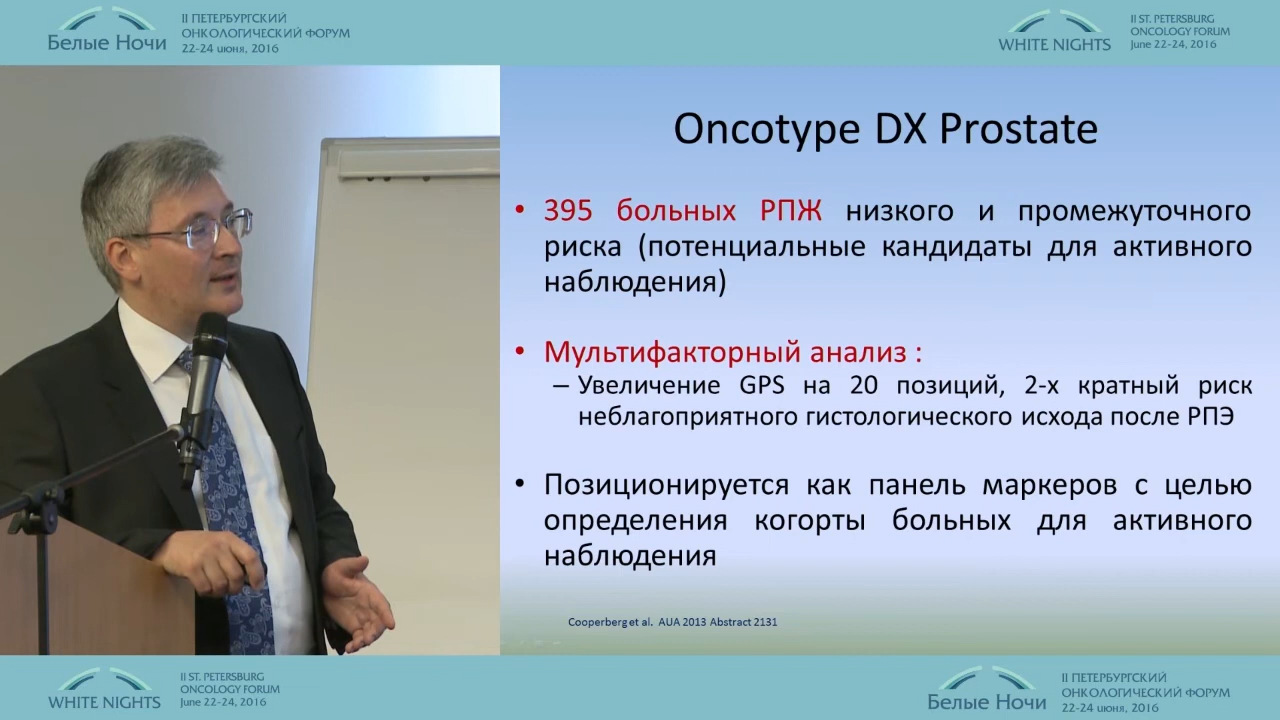 Белые Ночи
II ПЕТЕРБУРГСКИЙ
ОНКОЛОГИЧЕСКИЙ ФОРУМ
22-24 июня, 2016
WHITE NIGHTS
II ST. PETERSBURG
ONCOLOGY FORUM
June 22-24, 2016
Oncotype DX Prostate
• 395 больных РПЖ низкого и промежуточного
риска (потенциальные кандидаты для активного
наблюдения)
• Мультифакторный анализ :
– Увеличение GPS на 20 позиций, 2-х кратный риск
неблагоприятного гистологического исхода после РПЭ
• Позиционируется как панель маркеров с целью
определения когорты больных для активного
наблюдения
Cooperberg et al. AUA 2013 Abstract 2131
WHITE NIGHTS
II ST. PETERSBURG
ONCOLOGY FORUM
June 22-24, 2016
Белые Ночи
II ПЕТЕРБУРГСКИЙ
ОНКОЛОГИЧЕСКИЙ ФОРУМ
22-24 июня, 2016